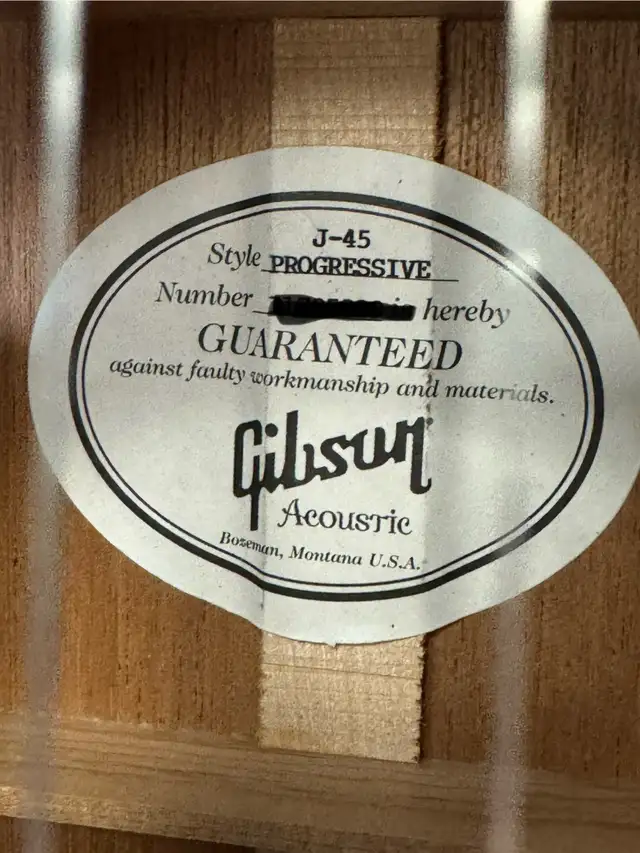 J-45
Style PROGRESSIVE
Number hereby
GUARANTEED
against faulty workmanship and materials.
Gibson
Acoustic
Bozeman, Montana U.S.A.